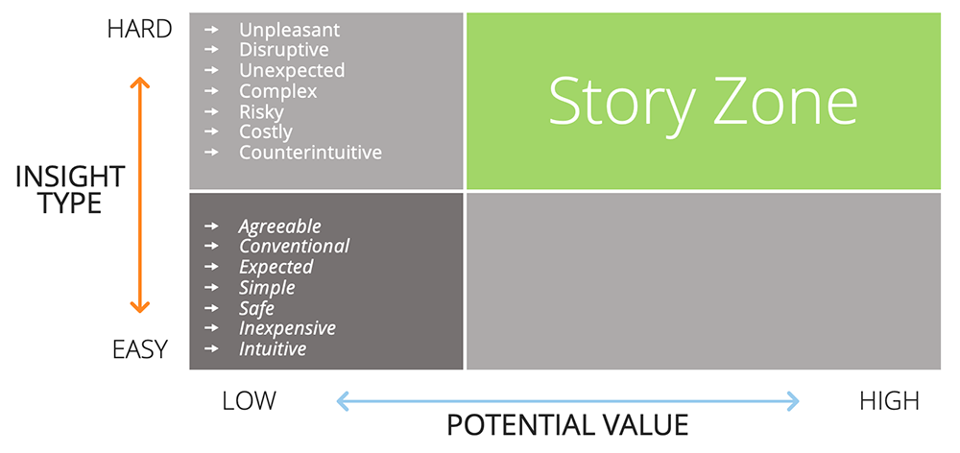 HARD
→ Unpleasant
→ Disruptive
→ Unexpected
→ Complex
→ Risky
→ Costly
→ Counterintuitive
Story Zone
INSIGHT
TYPE
→ Agreeable
→ Conventional
→ Expected
→ Simple
→ Safe
→ Inexpensive
→ Intuitive
EASY
LOW
HIGH
POTENTIAL VALUE